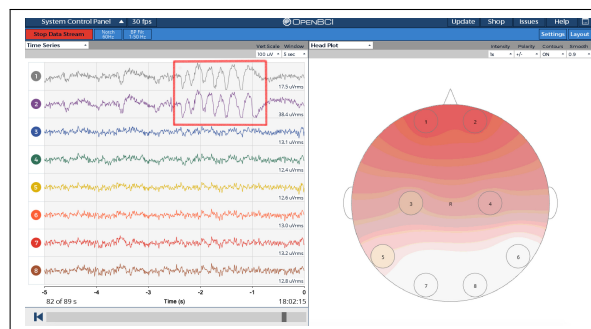 System Control Panel 30 fps OPENBCI Update Shop Issues Help
Stop Data Stream Notch 60Hz BP Filt 1-50 Hz Settings Layout
Time Series Head Plot
Vert Scale Window Intensity Polarity Contours Smooth
100 uV 5 sec 1x +/- ON 0.9
1 17.5 uVrms
2 38.4 uVrms
3 13.1 uVrms
4 12.4 uVrms
5 12.6 uVrms
6 13.0 uVrms
7 13.2 uVrms
8 12.8 uVrms
-5 -4 -3 -2 -1 0
82 of 89 s Time (s) 18:02:15
1 2
3 R 4
5 6
7 8